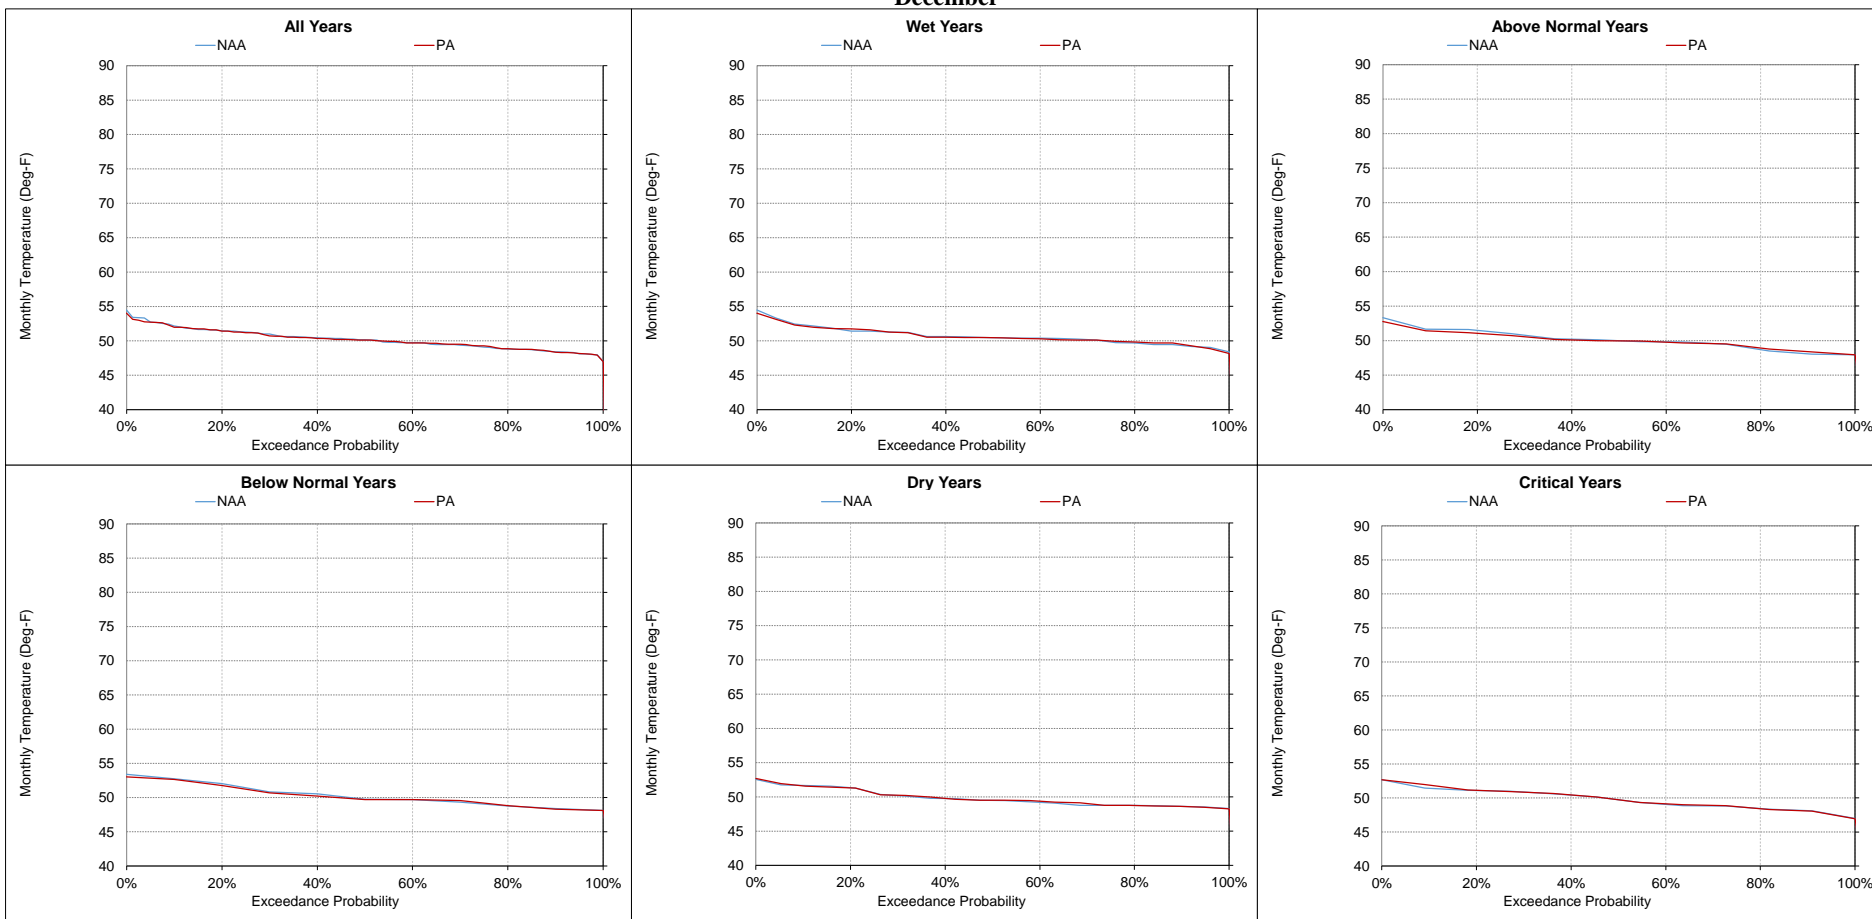 December
All Years
NAA PA
Monthly Temperature (Deg-F)
90
85
80
75
70
65
60
55
50
45
40
0% 20% 40% 60% 80% 100%
Exceedance Probability
Wet Years
NAA PA
Monthly Temperature (Deg-F)
90
85
80
75
70
65
60
55
50
45
40
0% 20% 40% 60% 80% 100%
Exceedance Probability
Above Normal Years
NAA PA
Monthly Temperature (Deg-F)
90
85
80
75
70
65
60
55
50
45
40
0% 20% 40% 60% 80% 100%
Exceedance Probability
Below Normal Years
NAA PA
Monthly Temperature (Deg-F)
90
85
80
75
70
65
60
55
50
45
40
0% 20% 40% 60% 80% 100%
Exceedance Probability
Dry Years
NAA PA
Monthly Temperature (Deg-F)
90
85
80
75
70
65
60
55
50
45
40
0% 20% 40% 60% 80% 100%
Exceedance Probability
Critical Years
NAA PA
Monthly Temperature (Deg-F)
90
85
80
75
70
65
60
55
50
45
40
0% 20% 40% 60% 80% 100%
Exceedance Probability